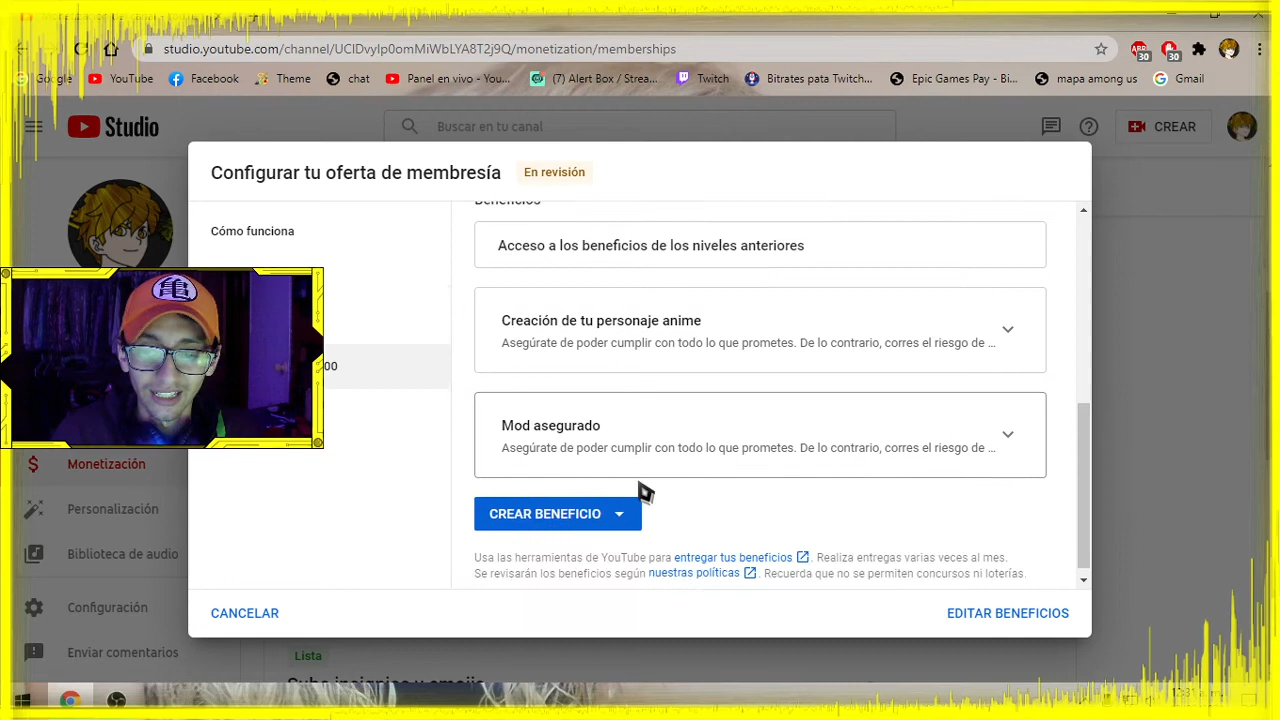 studio.youtube.com/channel/UCIDvylp0omMiWbLYA8T2j9Q/monetization/memberships
30
30
Google
YouTube
Facebook
Theme
chat
Panel en vivo - You...
(7) Alert Box / Strea...
Twitch
Bitrates pata Twitch...
Epic Games Pay - Bi...
mapa among us
Gmail
Studio
Buscar en tu canal
CREAR
Configurar tu oferta de membresía
En revisión
Cómo funciona
Beneficios
Acceso a los beneficios de los niveles anteriores
Creación de tu personaje anime
Asegúrate de poder cumplir con todo lo que prometes. De lo contrario, corres el riesgo de ...
00
Mod asegurado
Asegúrate de poder cumplir con todo lo que prometes. De lo contrario, corres el riesgo de ...
Monetización
Personalización
Biblioteca de audio
Configuración
Enviar comentarios
CREAR BENEFICIO
Usa las herramientas de YouTube para entregar tus beneficios. Realiza entregas varias veces al mes.
Se revisarán los beneficios según nuestras políticas. Recuerda que no se permiten concursos ni loterías.
CANCELAR
EDITAR BENEFICIOS
Lista